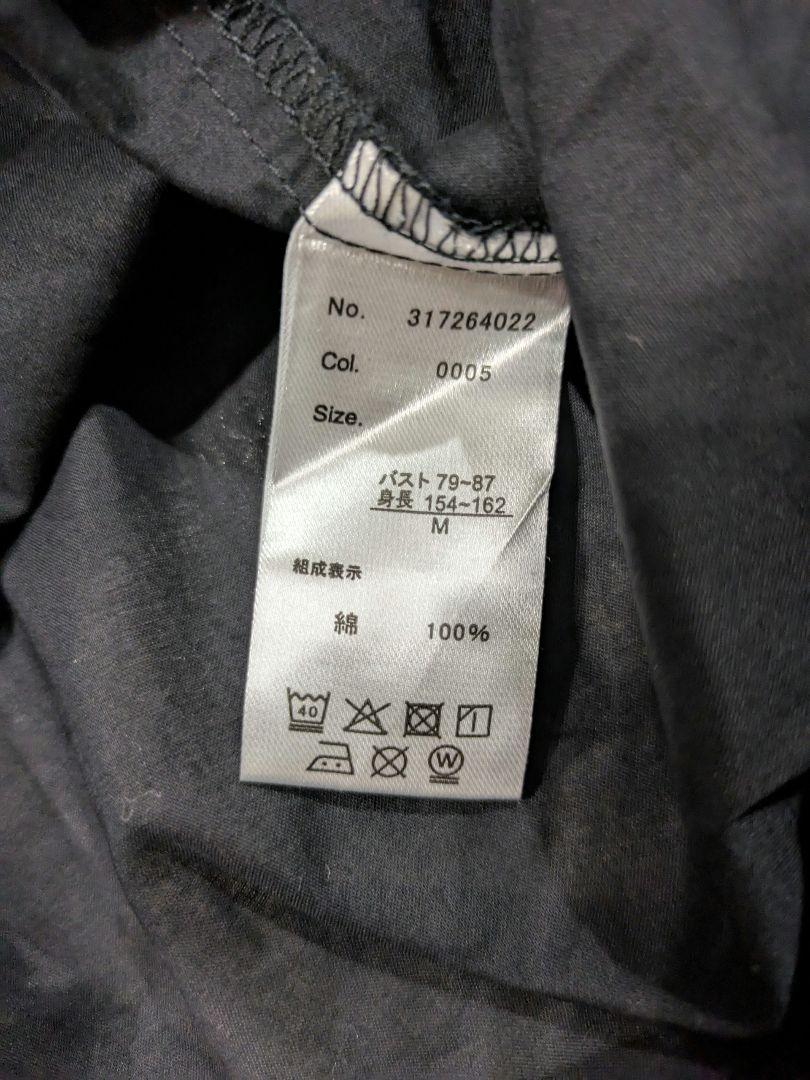 No. 317264022
Col. 0005
Size.
バスト 79~87
身長 154~162
M
組成表示
綿 100%
40
W